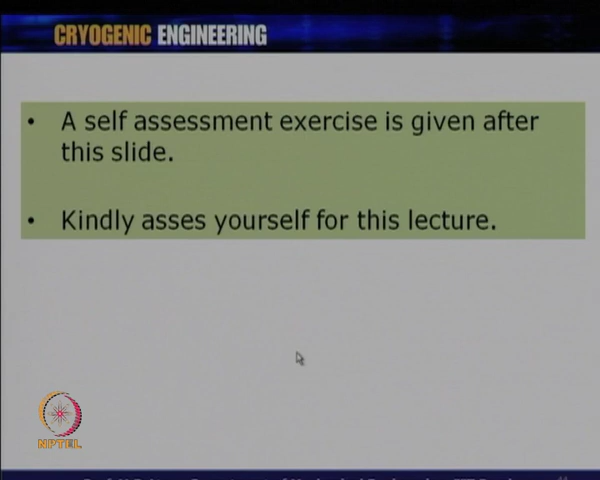 CRYOGENIC ENGINEERING
• A self assessment exercise is given after
this slide.
• Kindly asses yourself for this lecture.
NPTEL